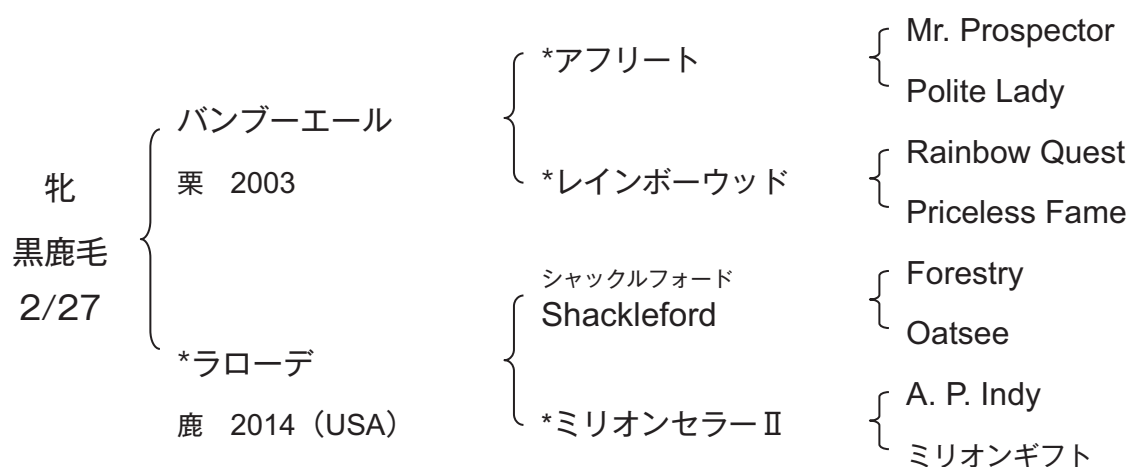 牝
黒鹿毛
2/27
バンブーエール
栗 2003
*ラローデ
鹿 2014（USA）
*アフリート
*レインボーウッド
シャックルフォード
Shackleford
*ミリオンセラーⅡ
Mr. Prospector
Polite Lady
Rainbow Quest
Priceless Fame
Forestry
Oatsee
A. P. Indy
ミリオンギフト